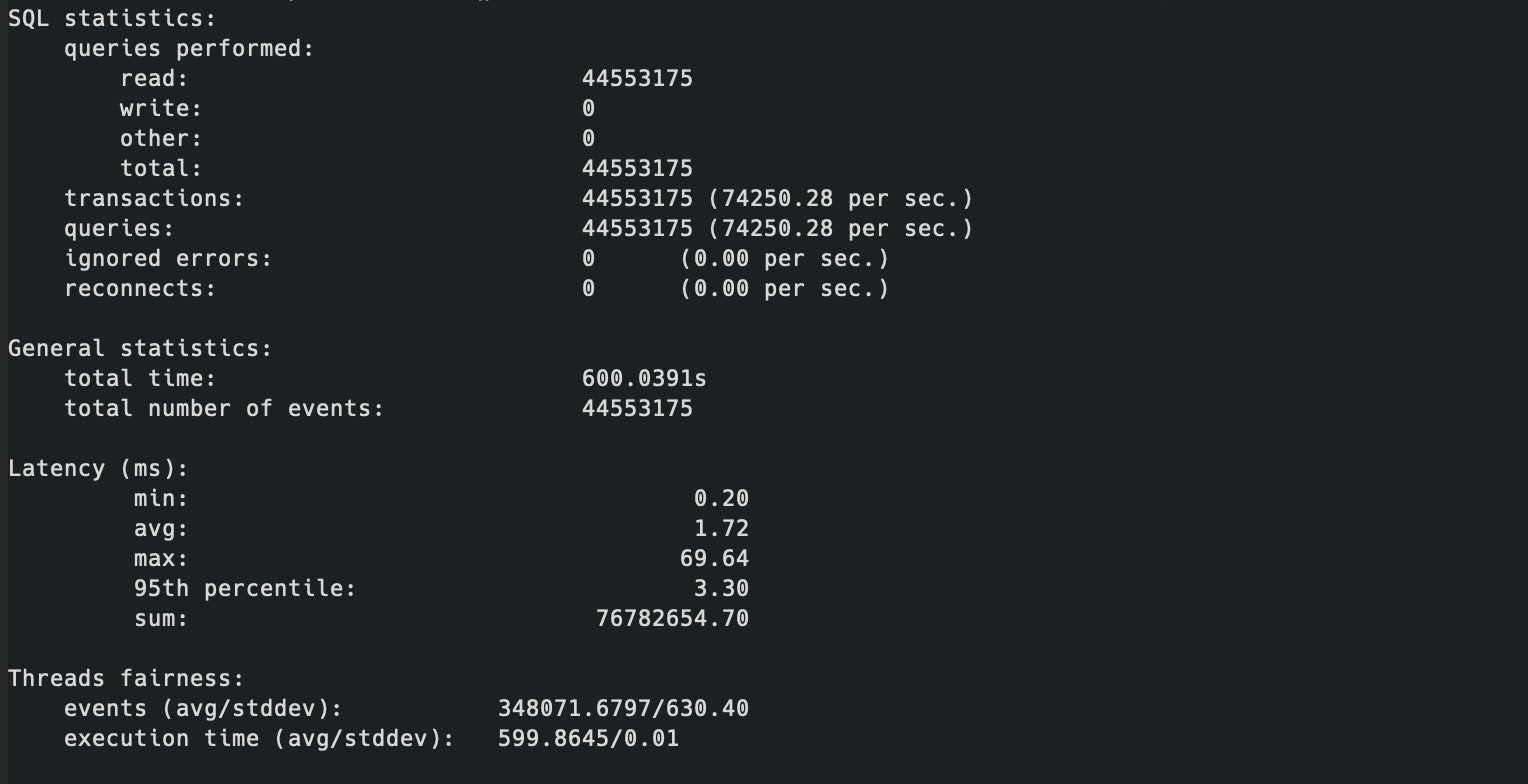 SQL statistics:
    queries performed:
        read:                            44553175
        write:                           0
        other:                           0
        total:                           44553175
    transactions:                        44553175 (74250.28 per sec.)
    queries:                             44553175 (74250.28 per sec.)
    ignored errors:                      0      (0.00 per sec.)
    reconnects:                          0      (0.00 per sec.)

General statistics:
    total time:                          600.0391s
    total number of events:              44553175

Latency (ms):
         min:                                    0.20
         avg:                                    1.72
         max:                                   69.64
         95th percentile:                        3.30
         sum:                             76782654.70

Threads fairness:
    events (avg/stddev):           348071.6797/630.40
    execution time (avg/stddev):   599.8645/0.01